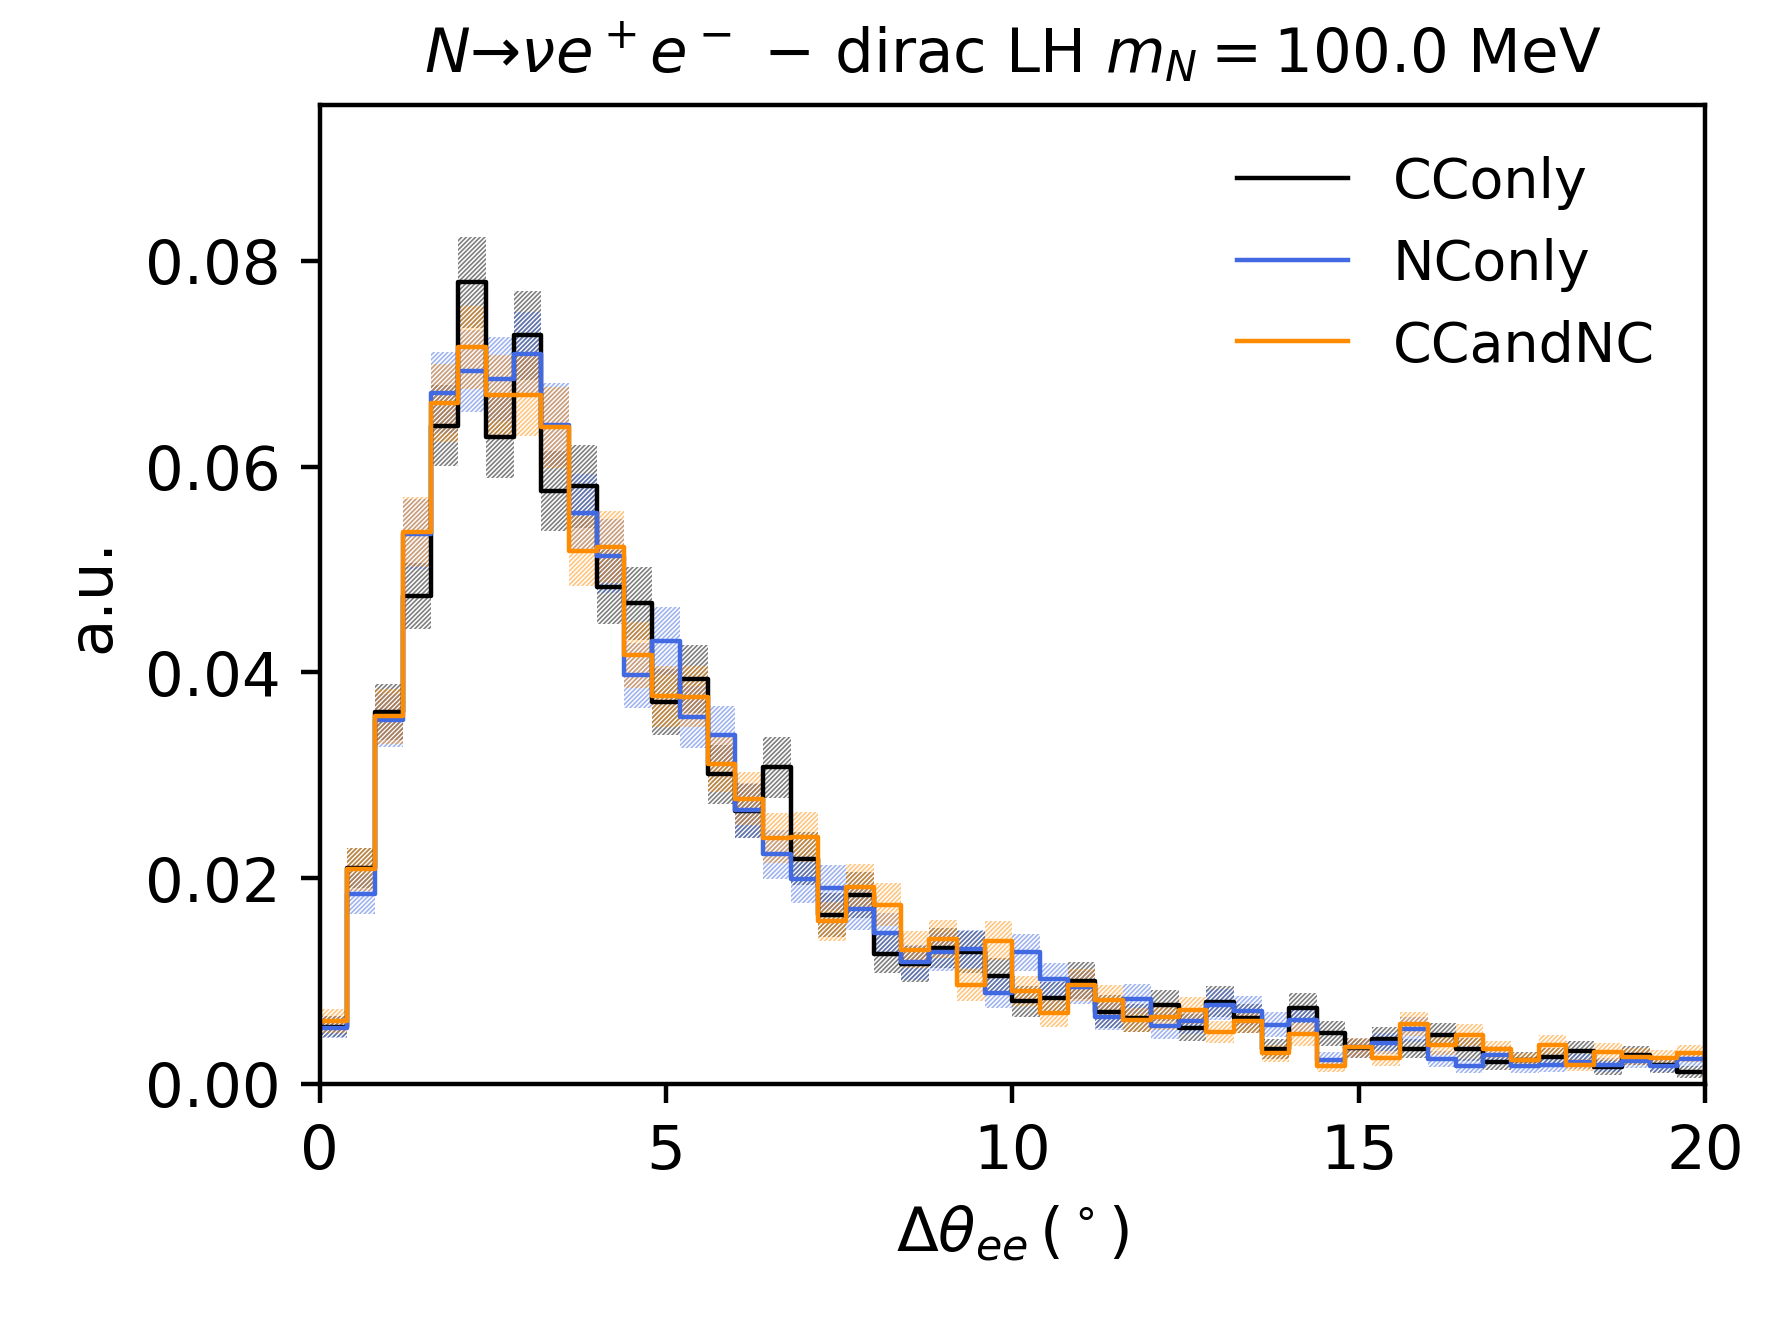 N→νe⁺e⁻ − dirac LH m_N = 100.0 MeV
CConly
NConly
CCandNC
a.u.
0.08
0.06
0.04
0.02
0.00
0 5 10 15 20
Δθ_ee (°)